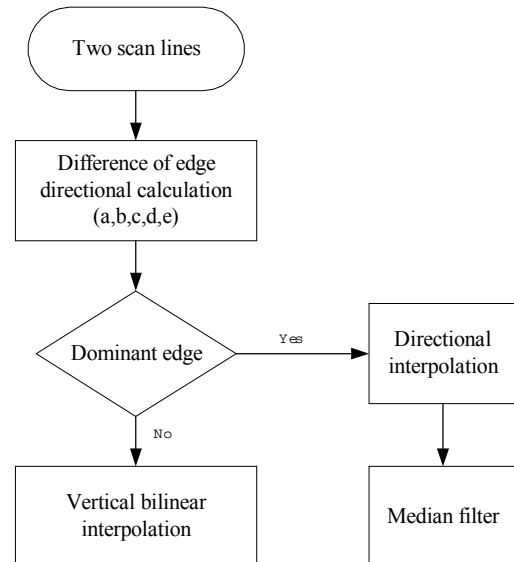 Two scan lines
Difference of edge
directional calculation
(a,b,c,d,e)
Dominant edge
Yes
Directional
interpolation
No
Vertical bilinear
interpolation
Median filter